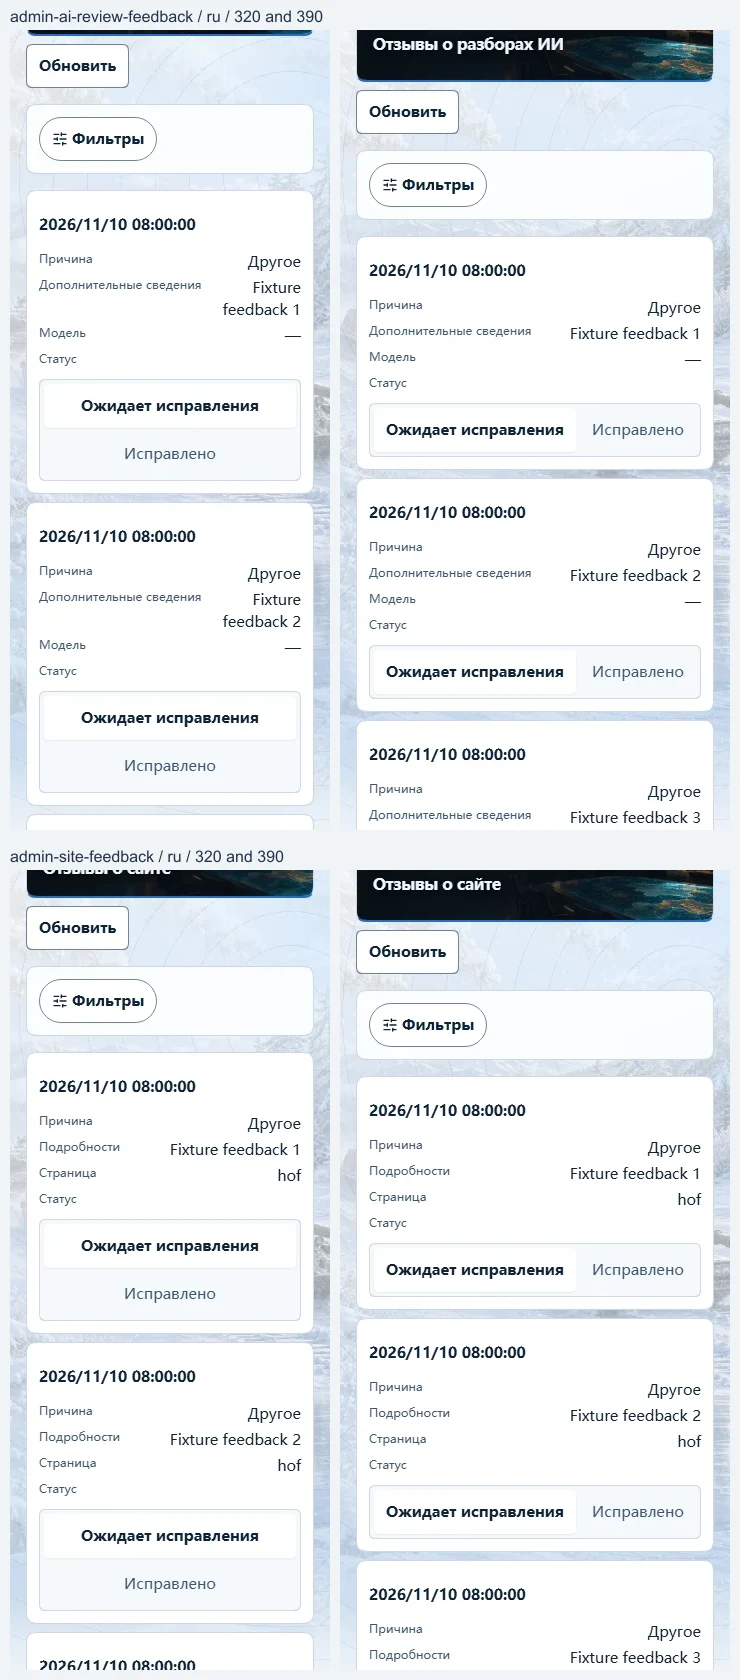 admin-ai-review-feedback / ru / 320 and 390
Обновить
Фильтры
2026/11/10 08:00:00
Причина
Другое
Дополнительные сведения
Fixture
feedback 1
Модель
—
Статус
Ожидает исправления
Исправлено
2026/11/10 08:00:00
Причина
Другое
Дополнительные сведения
Fixture
feedback 2
Модель
—
Статус
Ожидает исправления
Исправлено
Отзывы о разборах ИИ
Обновить
Фильтры
2026/11/10 08:00:00
Причина
Другое
Дополнительные сведения
Fixture feedback 1
Модель
—
Статус
Ожидает исправления
Исправлено
2026/11/10 08:00:00
Причина
Другое
Дополнительные сведения
Fixture feedback 2
Модель
—
Статус
Ожидает исправления
Исправлено
2026/11/10 08:00:00
Причина
Другое
Дополнительные сведения
Fixture feedback 3
admin-site-feedback / ru / 320 and 390
Отзывы о сайте
Обновить
Фильтры
2026/11/10 08:00:00
Причина
Другое
Подробности
Fixture feedback 1
Страница
hof
Статус
Ожидает исправления
Исправлено
2026/11/10 08:00:00
Причина
Другое
Подробности
Fixture feedback 2
Страница
hof
Статус
Ожидает исправления
Исправлено
2026/11/10 08:00:00
Отзывы о сайте
Обновить
Фильтры
2026/11/10 08:00:00
Причина
Другое
Подробности
Fixture feedback 1
Страница
hof
Статус
Ожидает исправления
Исправлено
2026/11/10 08:00:00
Причина
Другое
Подробности
Fixture feedback 2
Страница
hof
Статус
Ожидает исправления
Исправлено
2026/11/10 08:00:00
Причина
Другое
Подробности
Fixture feedback 3